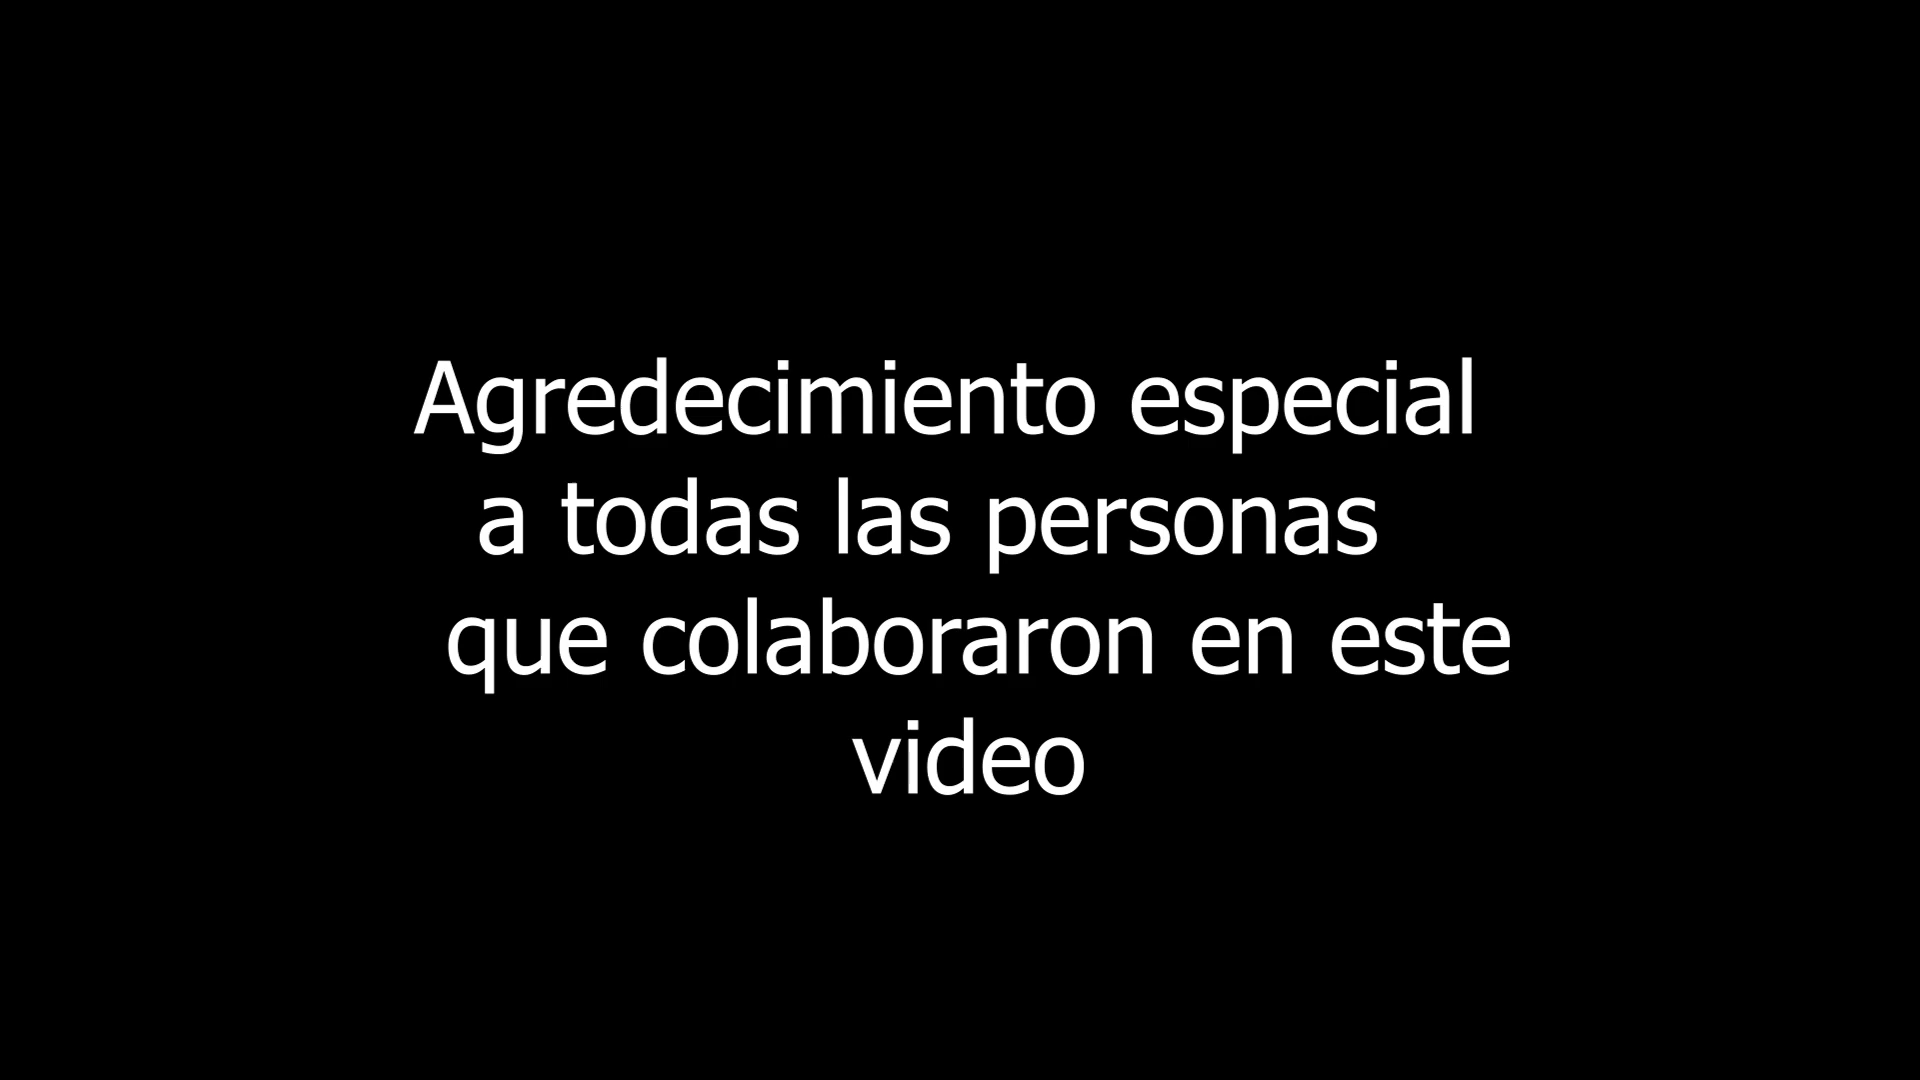 Agredecimiento especial
a todas las personas
que colaboraron en este
video